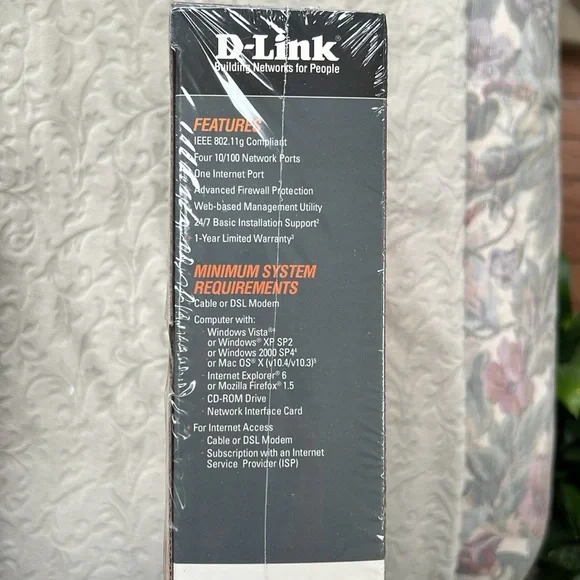 D-Link®
Building Networks for People
FEATURES
IEEE 802.11g Compliant
Four 10/100 Network Ports
One Internet Port
Advanced Firewall Protection
Web-based Management Utility
24/7 Basic Installation Support²
1-Year Limited Warranty³
MINIMUM SYSTEM
REQUIREMENTS
Cable or DSL Modem
Computer with:
· Windows Vista®⁴
or Windows® XP SP2
or Windows 2000 SP4⁴
or Mac OS® X (v10.4/v10.3)⁵
· Internet Explorer® 6
or Mozilla Firefox® 1.5
· CD-ROM Drive
· Network Interface Card
For Internet Access
· Cable or DSL Modem
· Subscription with an Internet
Service Provider (ISP)